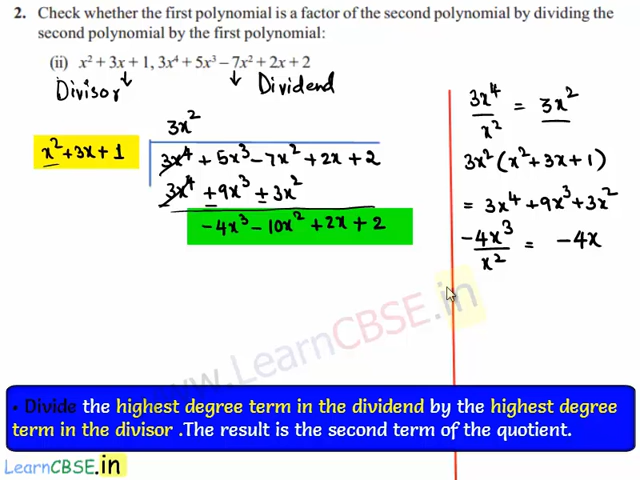 2. Check whether the first polynomial is a factor of the second polynomial by dividing the
second polynomial by the first polynomial:
(ii) x² + 3x + 1, 3x⁴ + 5x³ – 7x² + 2x + 2
Divisor Dividend
3x²
x² + 3x + 1 3x⁴ + 5x³ - 7x² + 2x + 2
3x⁴ + 9x³ + 3x²
-4x³ - 10x² + 2x + 2
3x⁴/x² = 3x²
3x² (x² + 3x + 1)
= 3x⁴ + 9x³ + 3x²
-4x³/x² = -4x
www.LearnCBSE.in
• Divide the highest degree term in the dividend by the highest degree
term in the divisor .The result is the second term of the quotient.
LearnCBSE.in